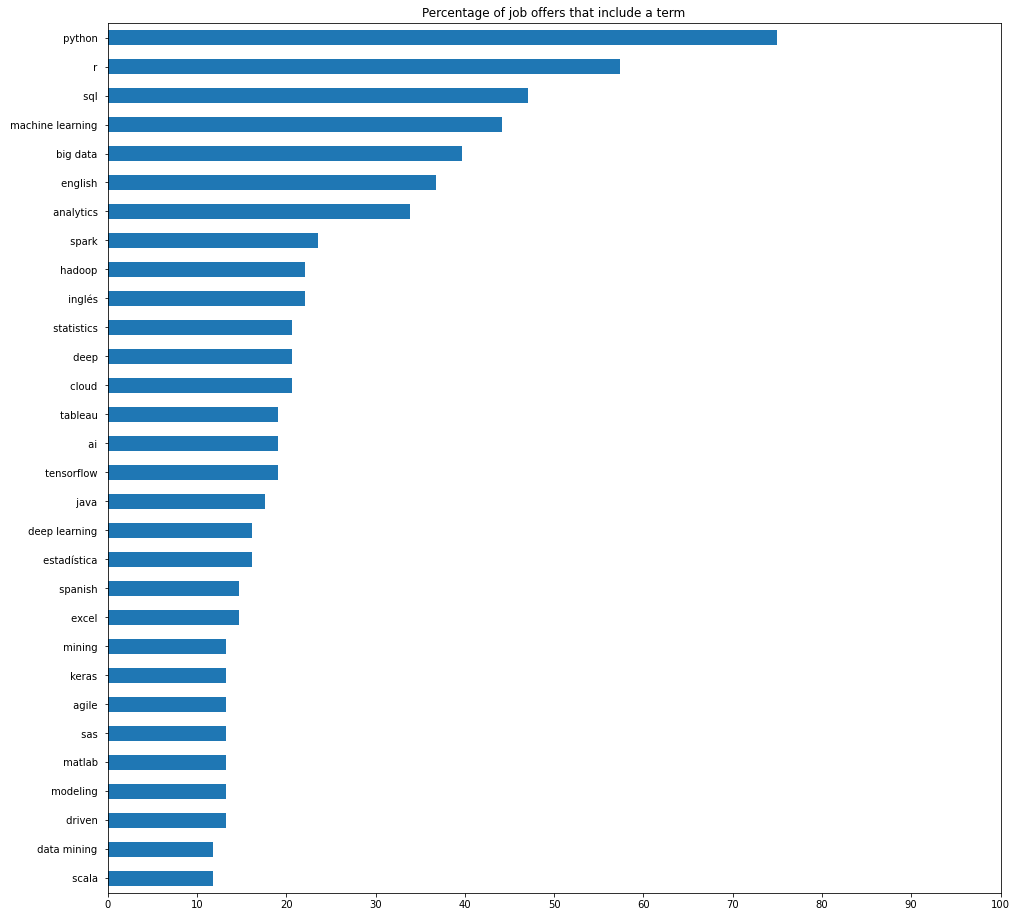 Percentage of job offers that include a term
python
r
sql
machine learning
big data
english
analytics
spark
hadoop
inglés
statistics
deep
cloud
tableau
ai
tensorflow
java
deep learning
estadística
spanish
excel
mining
keras
agile
sas
matlab
modeling
driven
data mining
scala
0 10 20 30 40 50 60 70 80 90 100